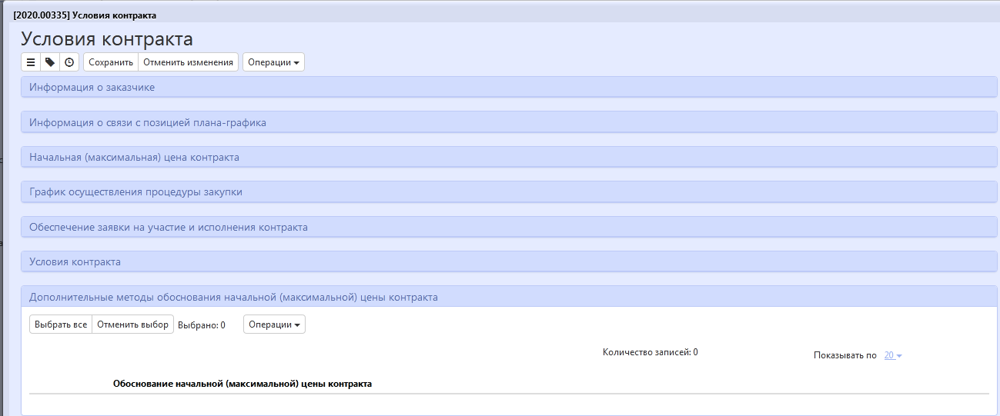 [2020.00335] Условия контракта
Условия контракта
Сохранить Отменить изменения Операции
Информация о заказчике
Информация о связи с позицией плана-графика
Начальная (максимальная) цена контракта
График осуществления процедуры закупки
Обеспечение заявки на участие и исполнения контракта
Условия контракта
Дополнительные методы обоснования начальной (максимальной) цены контракта
Выбрать все Отменить выбор Выбрано: 0 Операции
Количество записей: 0 Показывать по 20
Обоснование начальной (максимальной) цены контракта